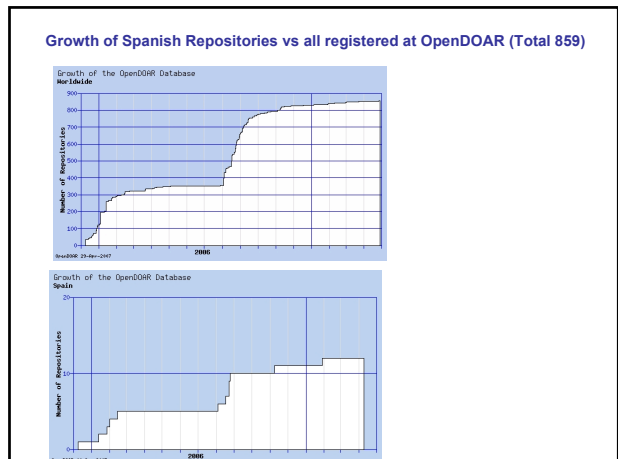 Growth of Spanish Repositories vs all registered at OpenDOAR (Total 859)
Growth of the OpenDOAR Database
Worldwide
900
800
700
600
500
400
300
200
100
0
Number of Repositories
2006
OpenDOAR 29-Apr-2007
Growth of the OpenDOAR Database
Spain
20
10
0
Number of Repositories
2006